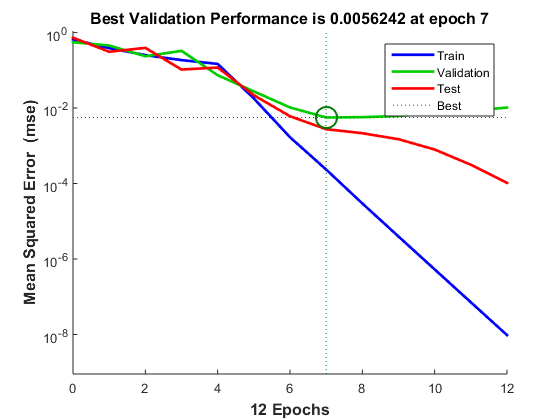 Best Validation Performance is 0.0056242 at epoch 7
Mean Squared Error (mse)
10^0
10^-2
10^-4
10^-6
10^-8
Train
Validation
Test
Best
0 2 4 6 8 10 12
12 Epochs